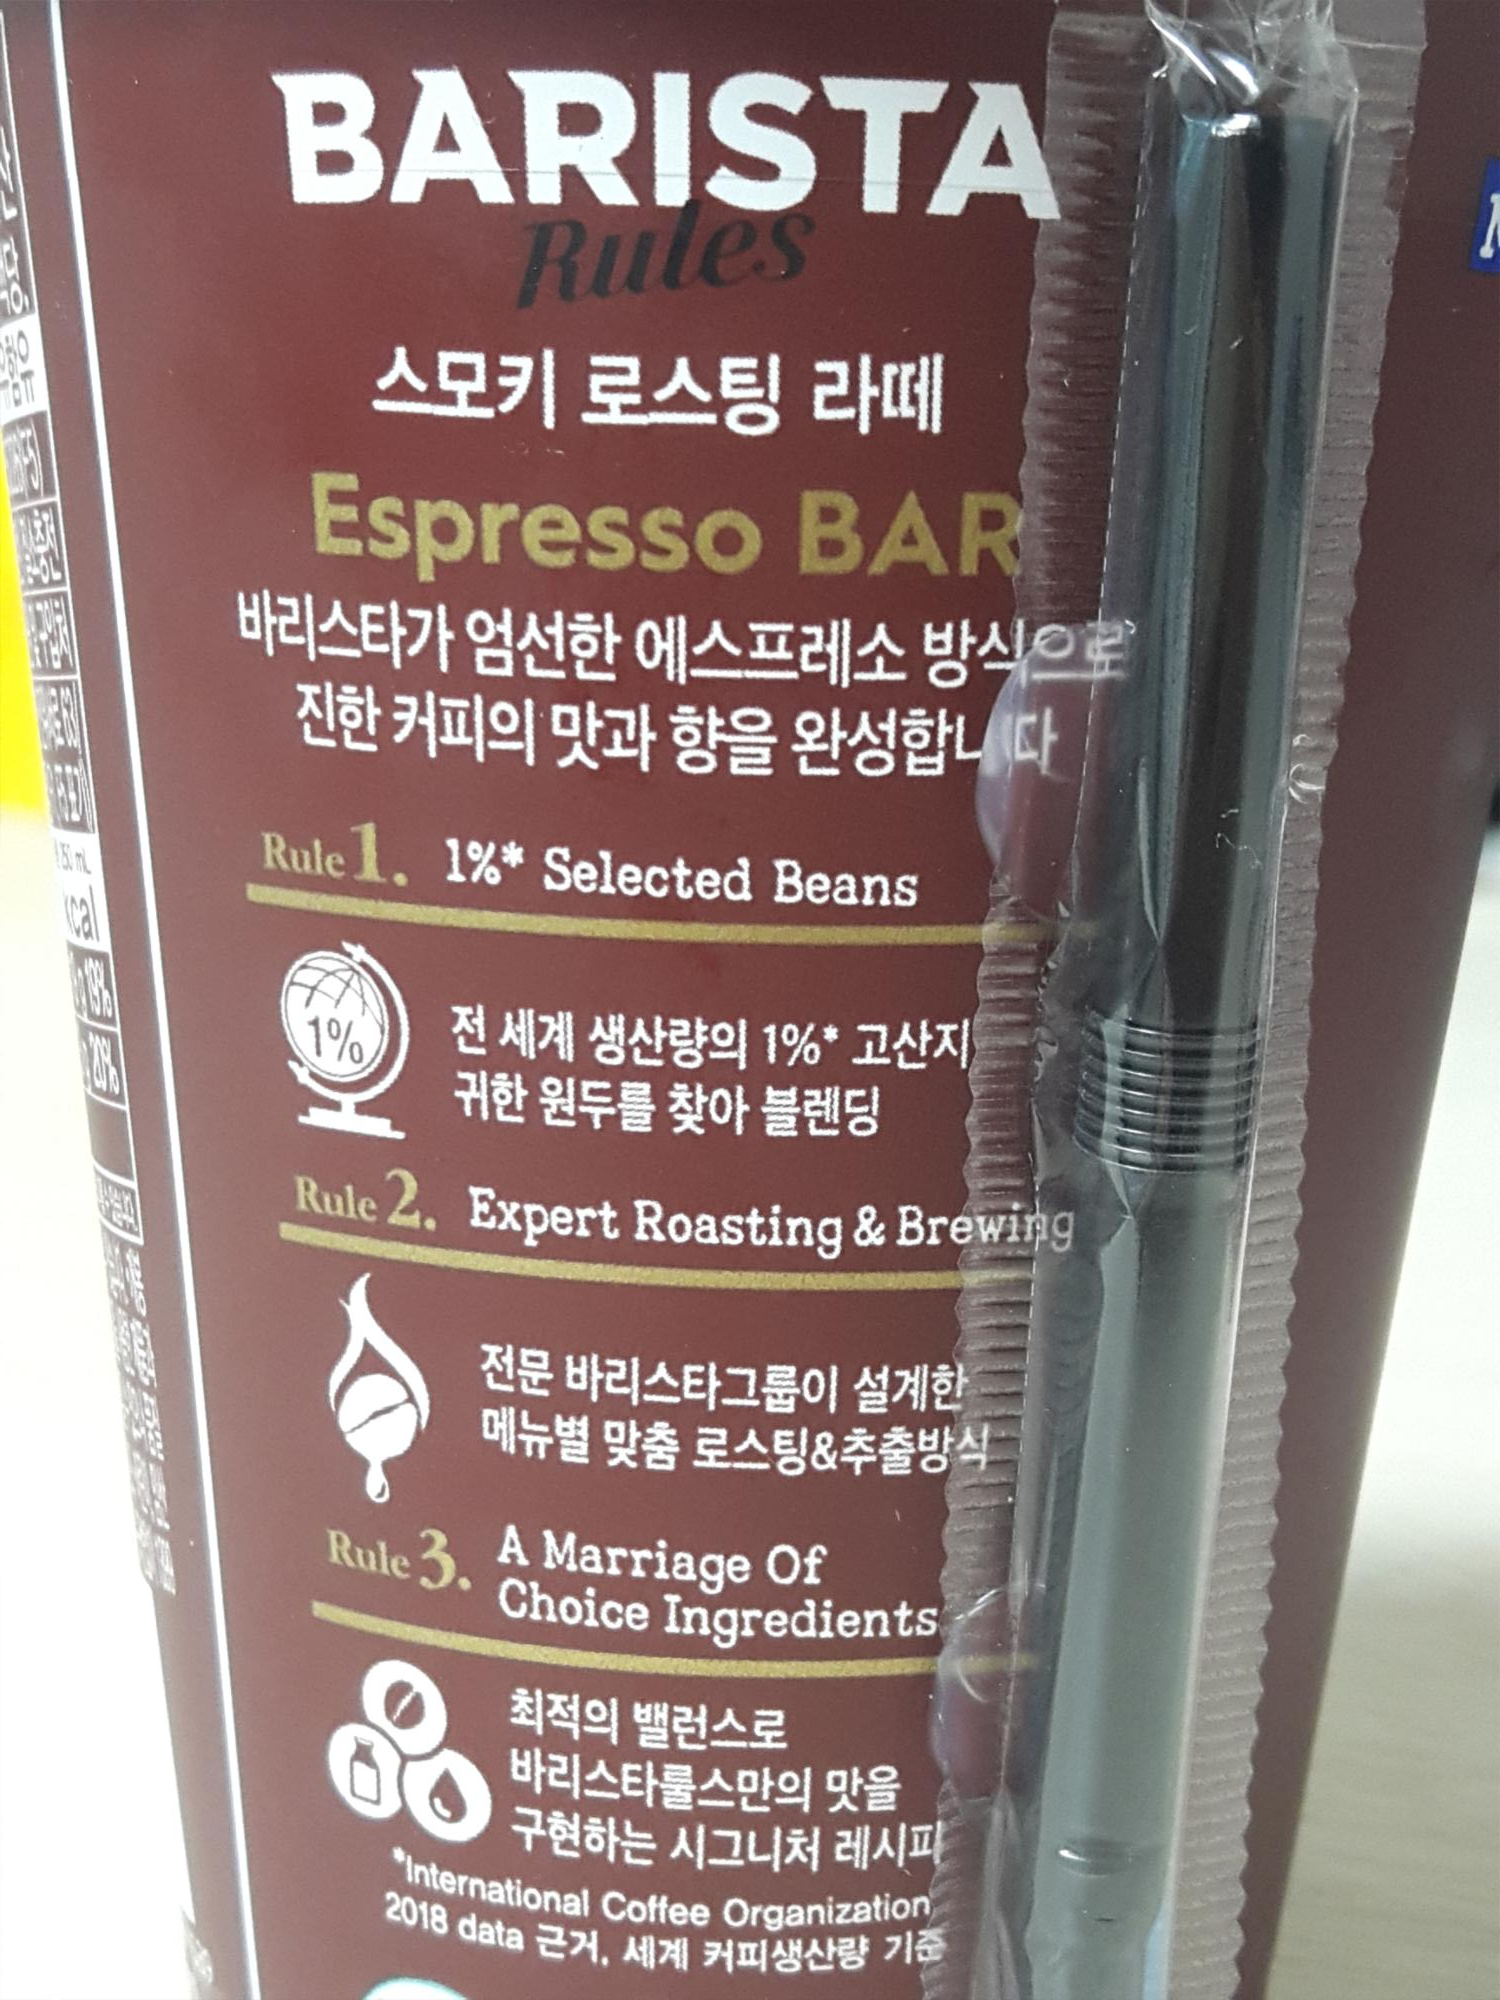 BARISTA
Rules
스모키 로스팅 라떼
Espresso BAR
바리스타가 엄선한 에스프레소 방식으로
진한 커피의 맛과 향을 완성합니다
Rule 1. 1%* Selected Beans
1%
전 세계 생산량의 1%* 고산지
귀한 원두를 찾아 블렌딩
Rule 2. Expert Roasting & Brewing
전문 바리스타그룹이 설계한
메뉴별 맞춤 로스팅&추출방식
Rule 3. A Marriage Of
Choice Ingredients
최적의 밸런스로
바리스타룰스만의 맛을
구현하는 시그니처 레시피
*International Coffee Organization
2018 data 근거, 세계 커피생산량 기준
kcal
19%
20%